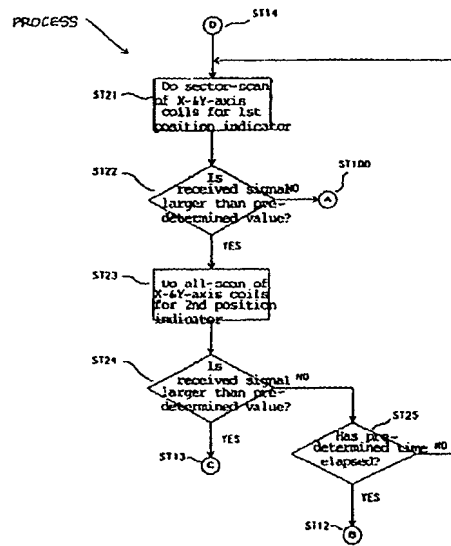 PROCESS
D
ST14
ST21
Do sector-scan
of X-&Y-axis
coils for 1st
position indicator
ST22
Is
received signal
larger than pre-
determined value?
NO
ST100
A
YES
ST23
Do all-scan of
X-&Y-axis coils
for 2nd position
indicator
ST24
Is
received signal
larger than pre-
determined value?
NO
YES
ST13
C
ST25
Has pre-
determined time
elapsed?
NO
YES
ST12
B